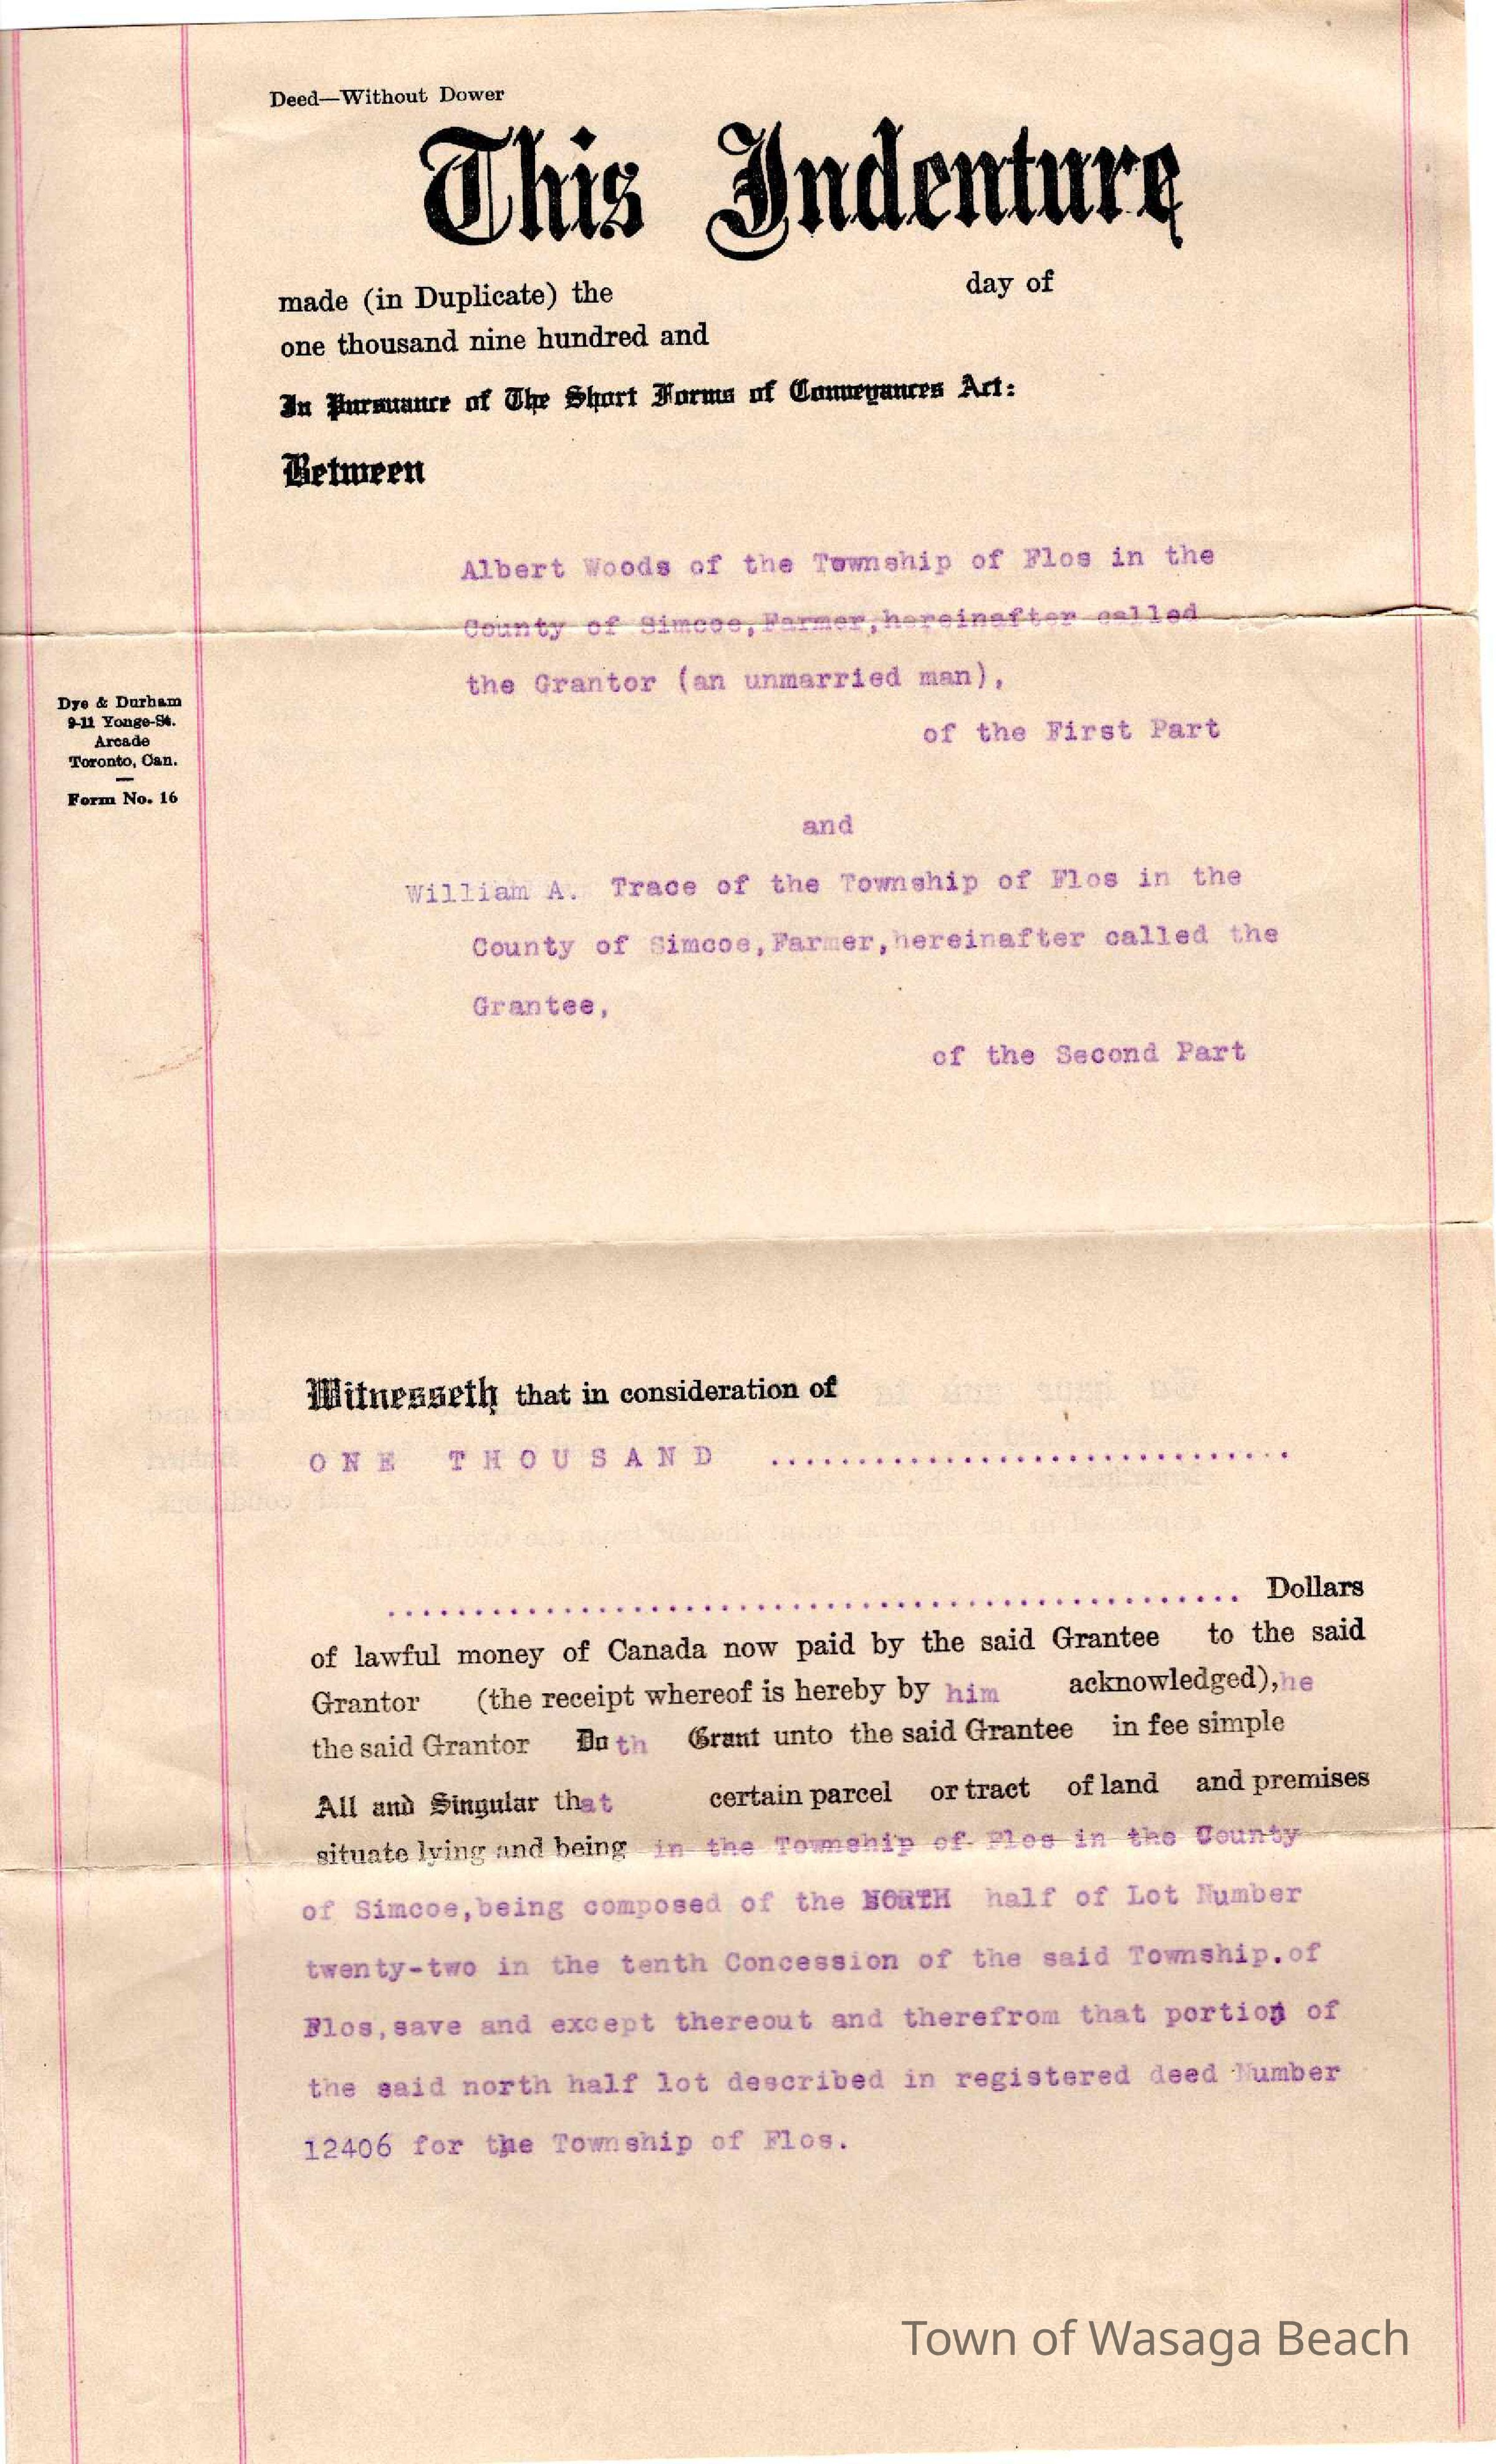 Deed—Without Dower
This Indenture
made (in Duplicate) the day of
one thousand nine hundred and
In Pursuance of The Short Forms of Conveyances Act:
Between
Albert Woods of the Township of Flos in the
County of Simcoe,Farmer,hereinafter called
the Grantor (an unmarried man),
of the First Part
Dye & Durham
9-11 Yonge-St.
Arcade
Toronto, Can.
Form No. 16
and
William A. Trace of the Township of Flos in the
County of Simcoe,Farmer,hereinafter called the
Grantee,
of the Second Part
Witnesseth that in consideration of
ONE THOUSAND ..............................
................................................. Dollars
of lawful money of Canada now paid by the said Grantee to the said
Grantor (the receipt whereof is hereby by him acknowledged),he
the said Grantor Doth Grant unto the said Grantee in fee simple
All and Singular that certain parcel or tract of land and premises
situate lying and being in the Township of Flos in the County
of Simcoe,being composed of the NORTH half of Lot Number
twenty-two in the tenth Concession of the said Township.of
Flos,save and except thereout and therefrom that portion of
the said north half lot described in registered deed Number
12406 for the Township of Flos.
Town of Wasaga Beach